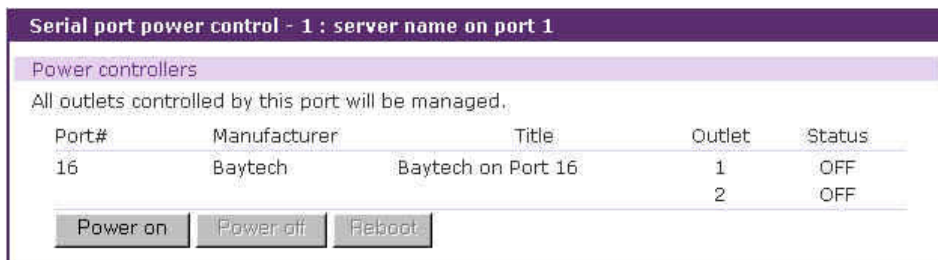 Serial port power control - 1 : server name on port 1
Power controllers
All outlets controlled by this port will be managed.
Port# Manufacturer Title Outlet Status
16 Baytech Baytech on Port 16 1 OFF
2 OFF
Power on Power off Reboot